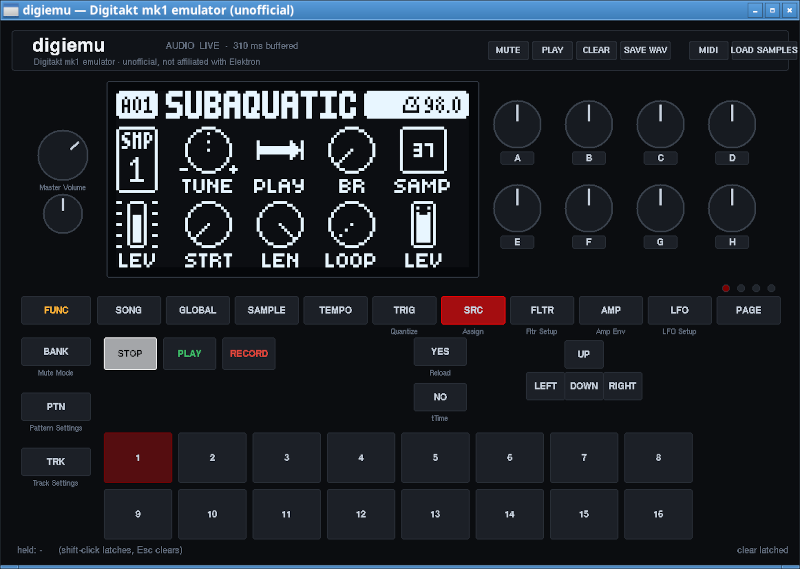 digiemu — Digitakt mk1 emulator (unofficial)
digiemu AUDIO LIVE - 310 ms buffered MUTE PLAY CLEAR SAVE WAV MIDI LOAD SAMPLES
Digitakt mk1 emulator - unofficial, not affiliated with Elektron
A01 SUBAQUATIC 98.0
SMP 1 TUNE PLAY BR 37 SAMP
LEV STRT LEN LOOP LEV
Master Volume
A B C D
E F G H
FUNC SONG GLOBAL SAMPLE TEMPO TRIG SRC FLTR AMP LFO PAGE
Quantize Assign Fltr Setup Amp Env LFO Setup
BANK STOP PLAY RECORD YES UP
Mute Mode Reload
LEFT DOWN RIGHT
PTN NO
Pattern Settings tTime
TRK 1 2 3 4 5 6 7 8
Track Settings
9 10 11 12 13 14 15 16
held: - (shift-click latches, Esc clears) clear latched